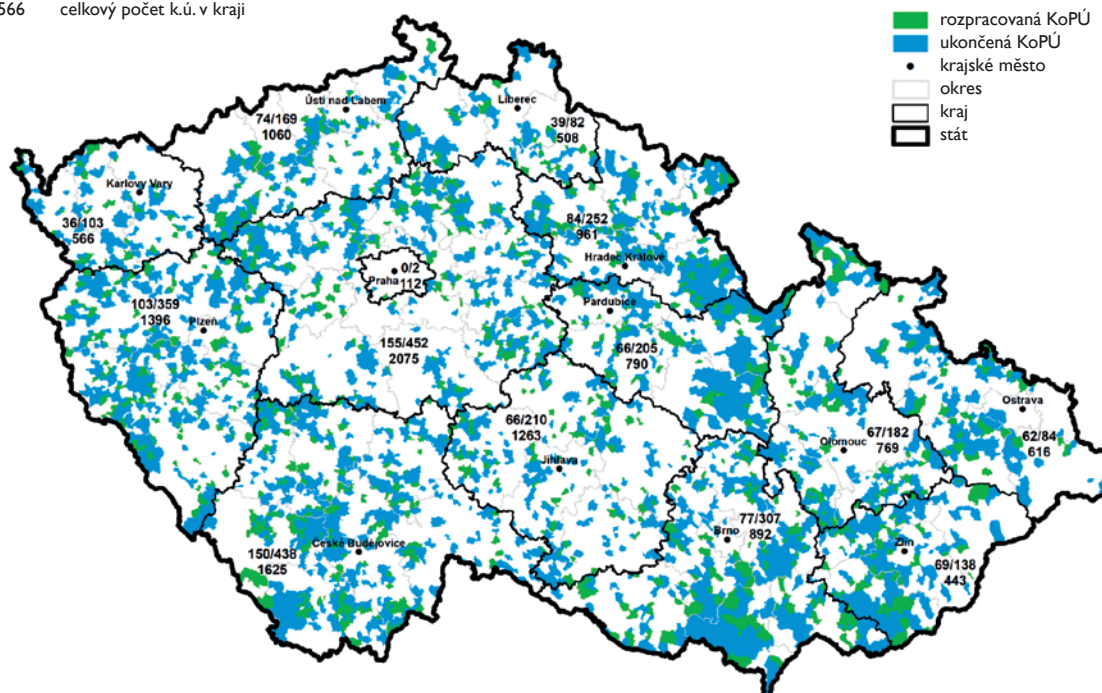 566 celkový počet k.ú. v kraji
rozpracovaná KoPÚ
ukončená KoPÚ
krajské město
okres
kraj
stát
Ústí nad Labem
74/169
1060
Liberec
39/82
508
Karlovy Vary
36/103
566
84/252
961
Hradec Králové
0/2
Praha 112
103/359
1396
Plzeň
Pardubice
155/452
2075
66/205
790
66/210
1263
Jihlava
Ostrava
62/84
616
67/182
Olomouc 769
77/307
Brno 892
150/438
1625
České Budějovice
Zlín
69/138
443